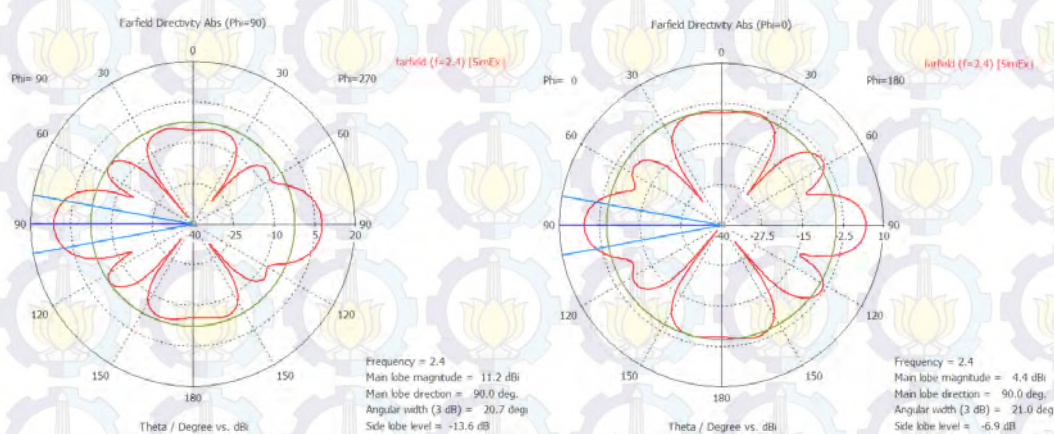 Farfield Directivity Abs (Phi=90)
0
30
30
Phi= 90
Phi=270
farfield (f=2.4) [SimEx]
60
60
90
-40
-25
-10
5
20
90
120
120
150
150
180
Theta / Degree vs. dBi
Frequency = 2.4
Main lobe magnitude = 11.2 dBi
Main lobe direction = 90.0 deg.
Angular width (3 dB) = 20.7 deg
Side lobe level = -13.6 dB
Farfield Directivity Abs (Phi=0)
0
30
30
Phi= 0
Phi=180
farfield (f=2.4) [SimEx]
60
60
90
-40
-27.5
-15
-2.5
10
90
120
120
150
150
180
Theta / Degree vs. dBi
Frequency = 2.4
Main lobe magnitude = 4.4 dBi
Main lobe direction = 90.0 deg.
Angular width (3 dB) = 21.0 deg
Side lobe level = -6.9 dB